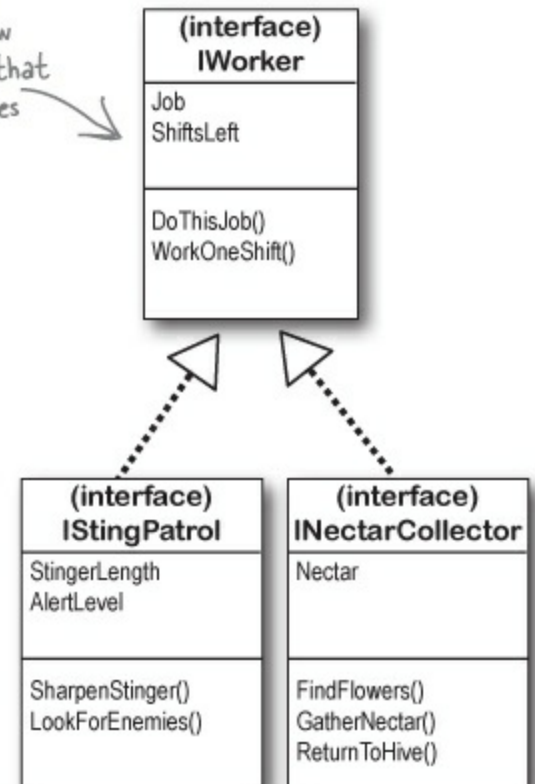 that
(interface)
IWorker
Job
ShiftsLeft
DoThisJob()
WorkOneShift()
(interface)
IStingPatrol
StingerLength
AlertLevel
SharpenStinger()
LookForEnemies()
(interface)
INectarCollector
Nectar
FindFlowers()
GatherNectar()
ReturnToHive()